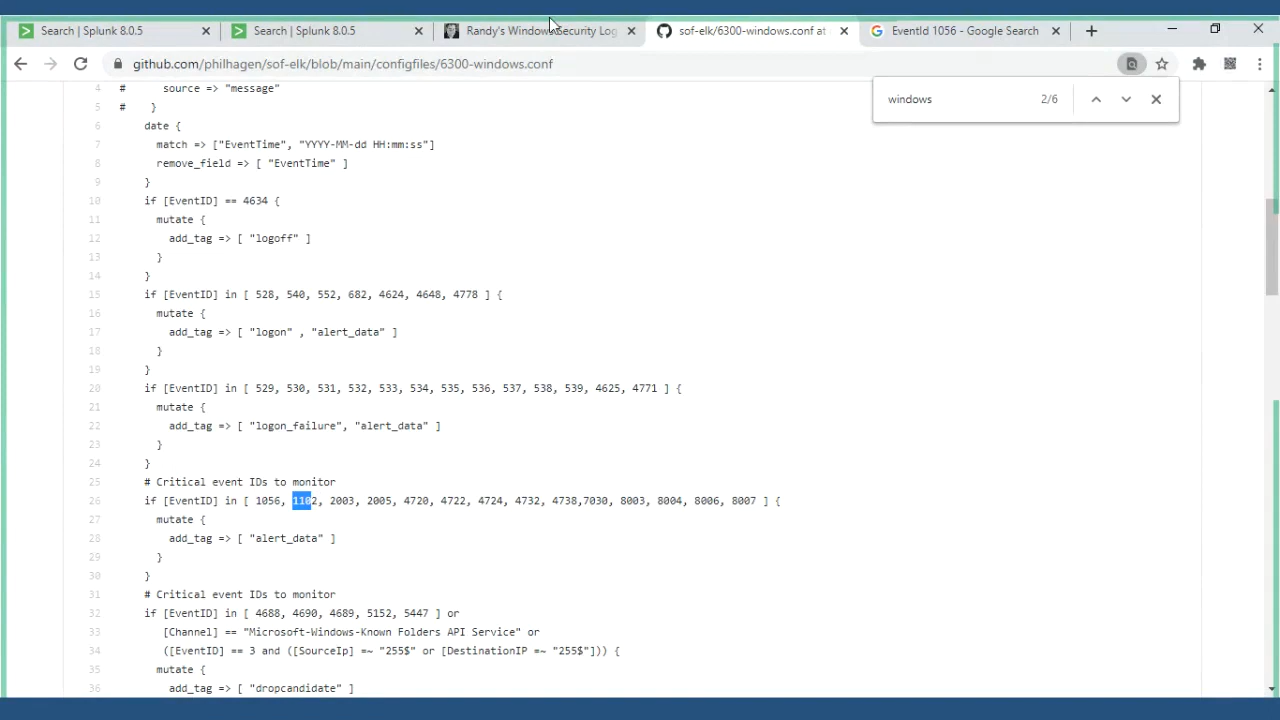 Search | Splunk 8.0.5
Search | Splunk 8.0.5
Randy's Windows Security Log
sof-elk/6300-windows.conf at
EventId 1056 - Google Search
github.com/philhagen/sof-elk/blob/main/configfiles/6300-windows.conf
windows 2/6
4 # source => "message"
5 # }
6 date {
7 match => ["EventTime", "YYYY-MM-dd HH:mm:ss"]
8 remove_field => [ "EventTime" ]
9 }
10 if [EventID] == 4634 {
11 mutate {
12 add_tag => [ "logoff" ]
13 }
14 }
15 if [EventID] in [ 528, 540, 552, 682, 4624, 4648, 4778 ] {
16 mutate {
17 add_tag => [ "logon" , "alert_data" ]
18 }
19 }
20 if [EventID] in [ 529, 530, 531, 532, 533, 534, 535, 536, 537, 538, 539, 4625, 4771 ] {
21 mutate {
22 add_tag => [ "logon_failure", "alert_data" ]
23 }
24 }
25 # Critical event IDs to monitor
26 if [EventID] in [ 1056, 1102, 2003, 2005, 4720, 4722, 4724, 4732, 4738,7030, 8003, 8004, 8006, 8007 ] {
27 mutate {
28 add_tag => [ "alert_data" ]
29 }
30 }
31 # Critical event IDs to monitor
32 if [EventID] in [ 4688, 4690, 4689, 5152, 5447 ] or
33 [Channel] == "Microsoft-Windows-Known Folders API Service" or
34 ([EventID] == 3 and ([SourceIp] =~ "255$" or [DestinationIP =~ "255$"])) {
35 mutate {
36 add_tag => [ "dropcandidate" ]